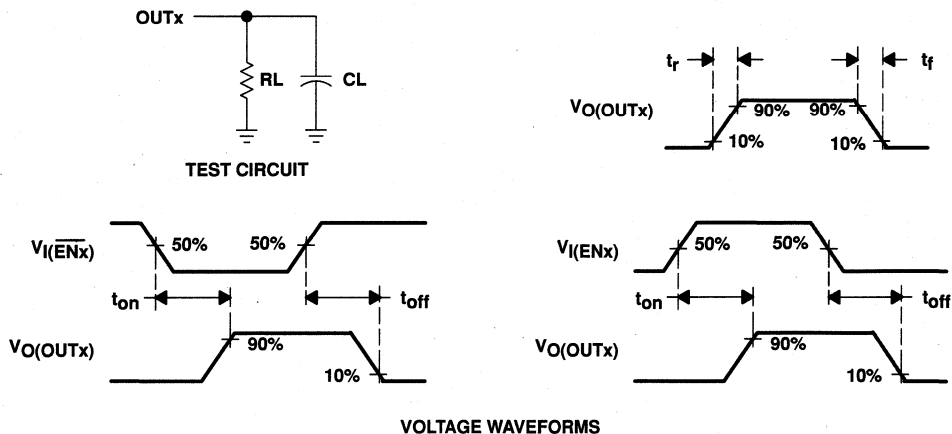 OUTx
RL
CL
TEST CIRCUIT
tr
tf
VO(OUTx)
90%
90%
10%
10%
VI(E̅N̅x̅)
50%
50%
ton
toff
VO(OUTx)
90%
10%
VI(ENx)
50%
50%
ton
toff
VO(OUTx)
90%
10%
VOLTAGE WAVEFORMS